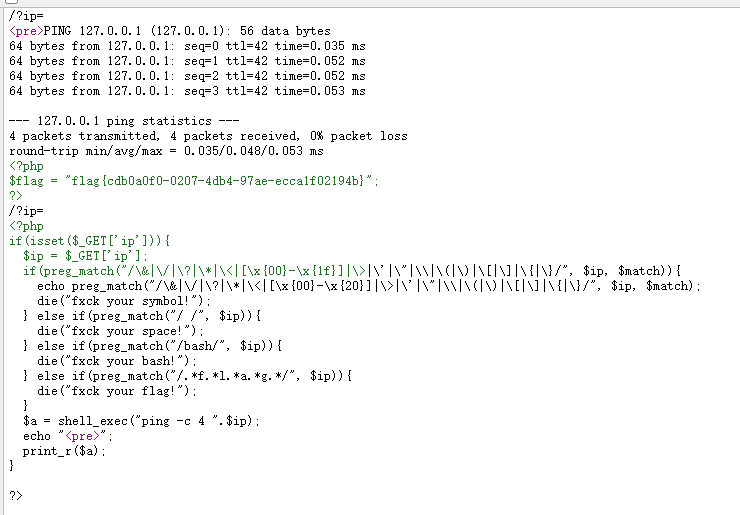 /?ip=
<pre>PING 127.0.0.1 (127.0.0.1): 56 data bytes
64 bytes from 127.0.0.1: seq=0 ttl=42 time=0.035 ms
64 bytes from 127.0.0.1: seq=1 ttl=42 time=0.052 ms
64 bytes from 127.0.0.1: seq=2 ttl=42 time=0.052 ms
64 bytes from 127.0.0.1: seq=3 ttl=42 time=0.053 ms

--- 127.0.0.1 ping statistics ---
4 packets transmitted, 4 packets received, 0% packet loss
round-trip min/avg/max = 0.035/0.048/0.053 ms
<?php
$flag = "flag{cdb0a0f0-0207-4db4-97ae-ecca1f02194b}";
?>
/?ip=
<?php
if(isset($_GET['ip'])){
  $ip = $_GET['ip'];
  if(preg_match("/\&|\/|\?|\*|\<|[\x{00}-\x{1f}]|\>|\'|\"|\\|\(|\)|\[|\]|\{|\}/", $ip, $match)){
    echo preg_match("/\&|\/|\?|\*|\<|[\x{00}-\x{20}]|\>|\'|\"|\\|\(|\)|\[|\]|\{|\}/", $ip, $match);
    die("fxck your symbol!");
  } else if(preg_match("/ /", $ip)){
    die("fxck your space!");
  } else if(preg_match("/bash/", $ip)){
    die("fxck your bash!");
  } else if(preg_match("/.*f.*l.*a.*g.*/", $ip)){
    die("fxck your flag!");
  }
  $a = shell_exec("ping -c 4 ".$ip);
  echo "<pre>";
  print_r($a);
}

?>